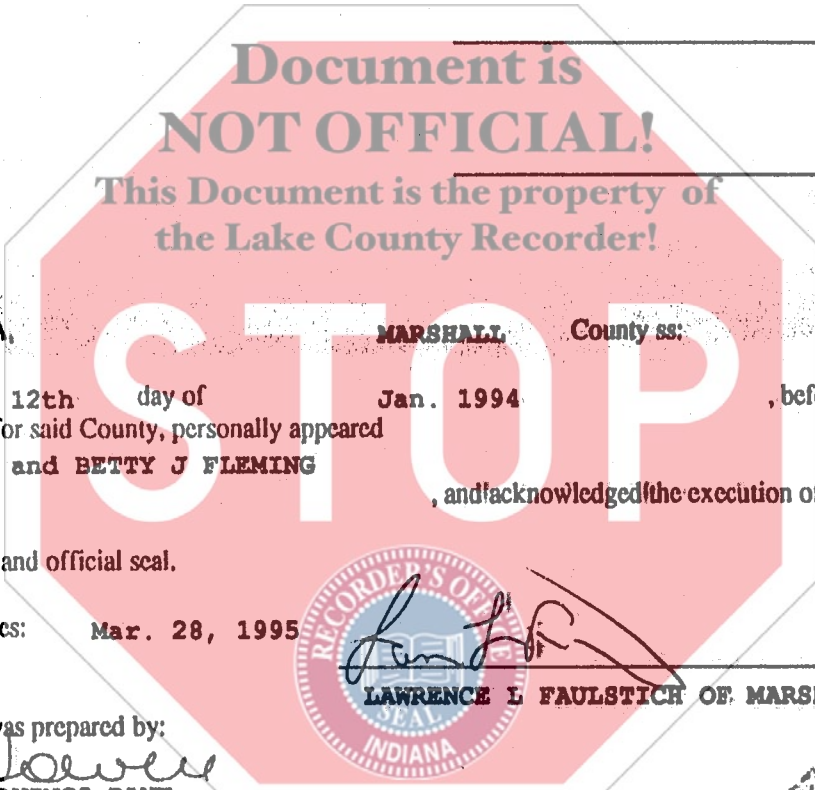 Document is
NOT OFFICIAL!
This Document is the property of
the Lake County Recorder!
STOP
MARSHALL County ss:
12th day of Jan. 1994 , bef
or said County, personally appeared
and BETTY J FLEMING
, and acknowledged the execution of
and official seal.
es: Mar. 28, 1995
RECORDER'S OFFICE
SEAL
INDIANA
LAWRENCE L FAULSTICH OF MARS
as prepared by: